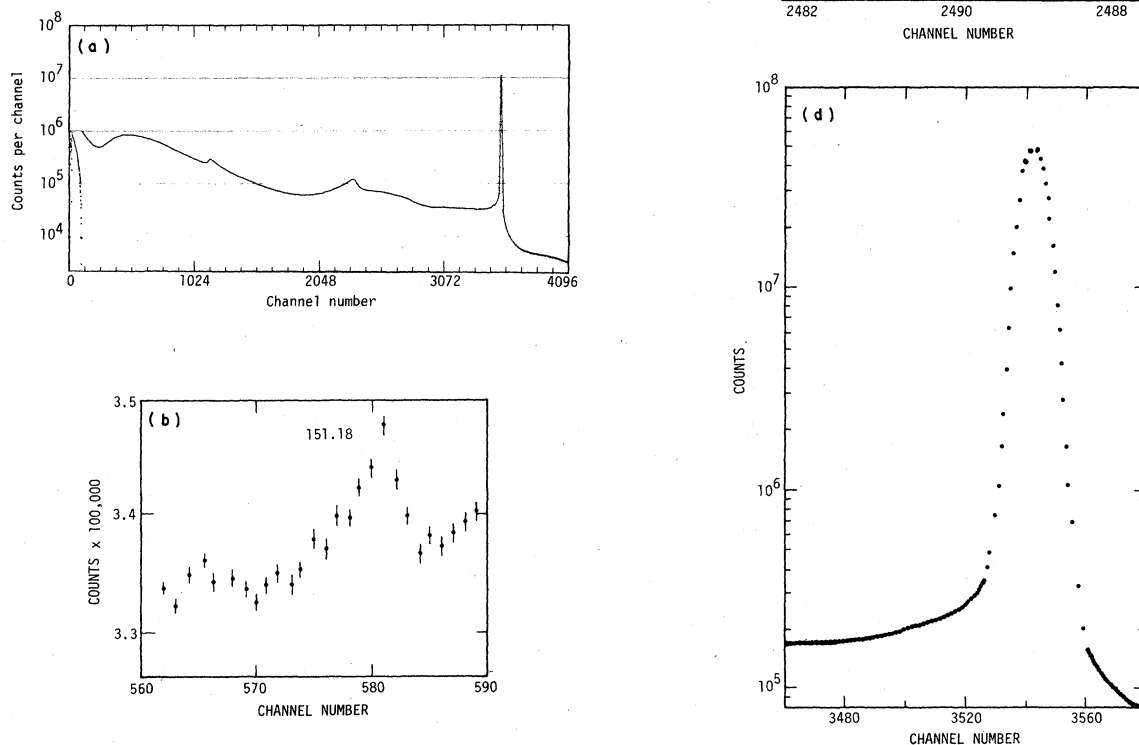 (a)
10^8
10^7
10^6
10^5
10^4
Counts per channel
0 1024 2048 3072 4096
Channel number
(b)
151.18
3.5
3.4
3.3
COUNTS x 100,000
560 570 580 590
CHANNEL NUMBER
2482 2490 2488
CHANNEL NUMBER
(d)
10^8
10^7
10^6
10^5
COUNTS
3480 3520 3560
CHANNEL NUMBER